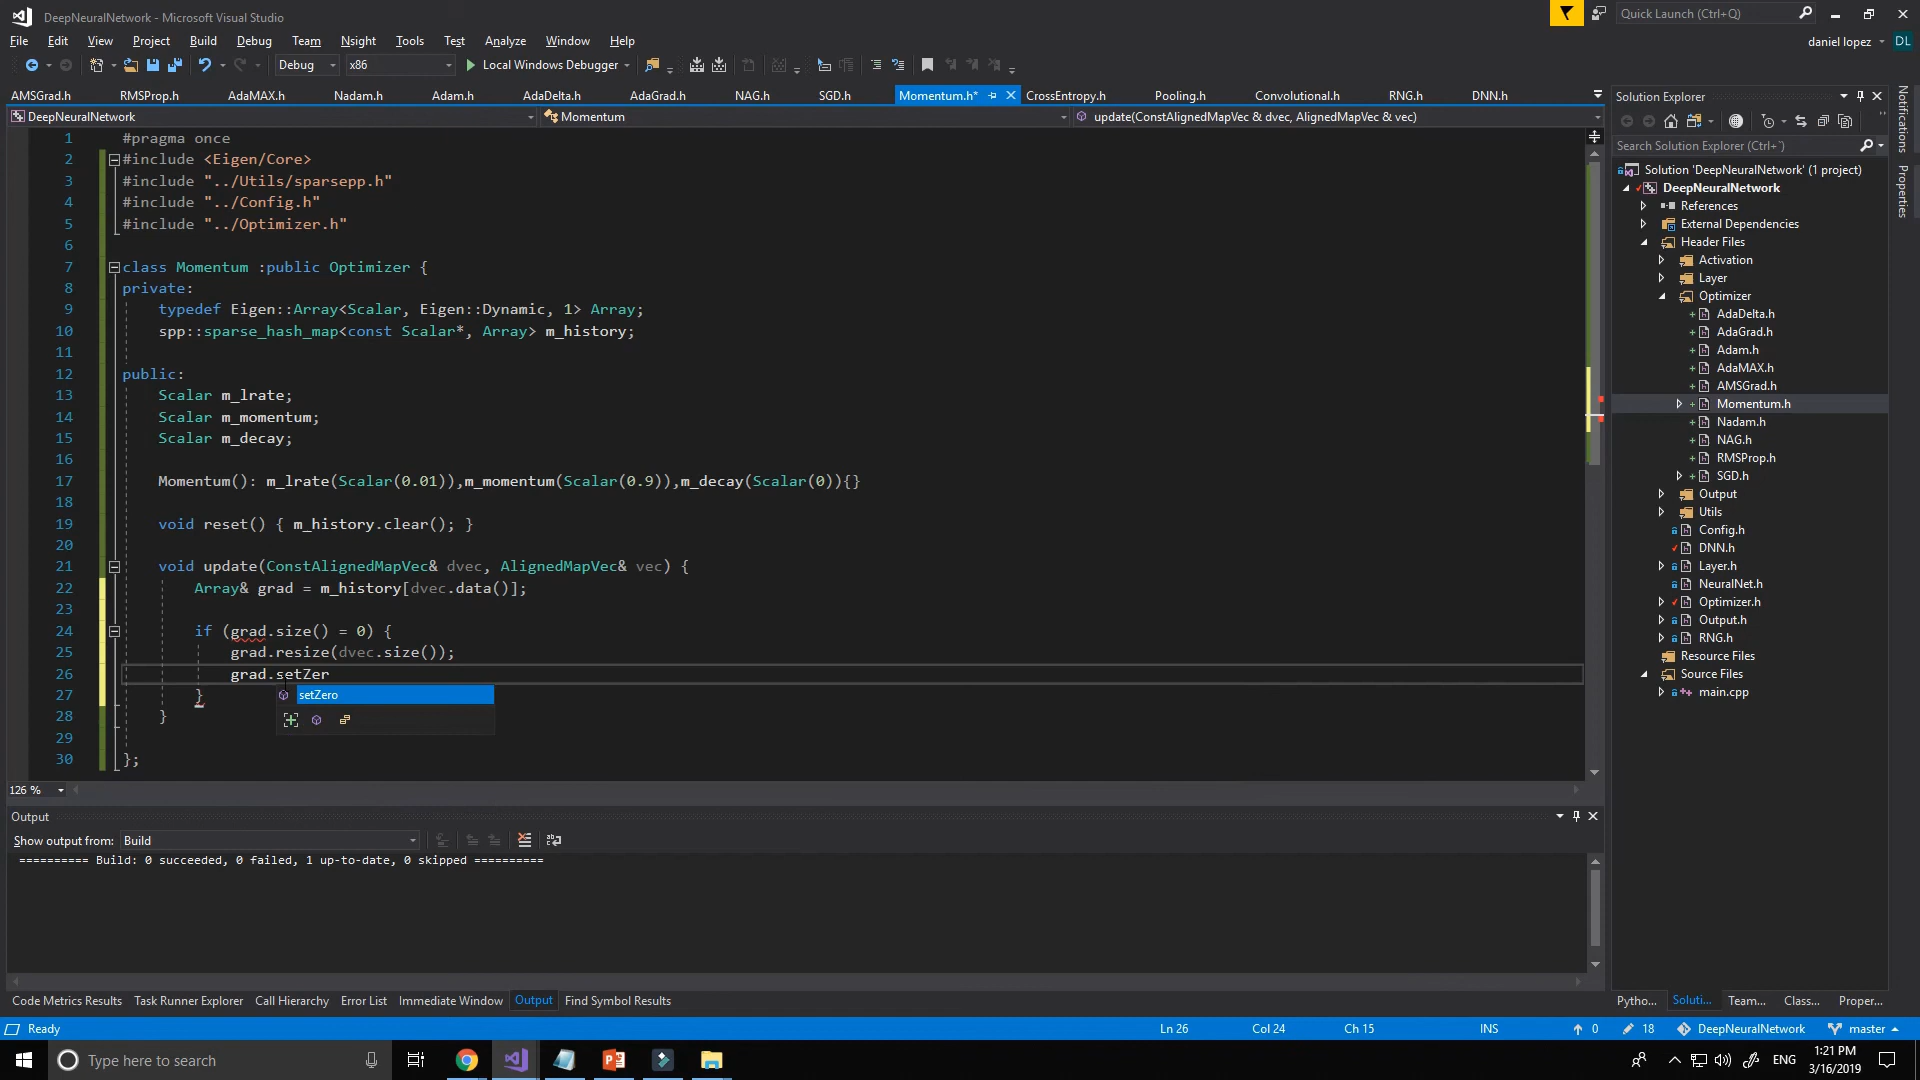 DeepNeuralNetwork - Microsoft Visual Studio
Quick Launch (Ctrl+Q)
File Edit View Project Build Debug Team Nsight Tools Test Analyze Window Help
daniel lopez DL
Debug x86 Local Windows Debugger
AMSGrad.h RMSProp.h AdaMAX.h Nadam.h Adam.h AdaDelta.h AdaGrad.h NAG.h SGD.h Momentum.h* CrossEntropy.h Pooling.h Convolutional.h RNG.h DNN.h
DeepNeuralNetwork Momentum update(ConstAlignedMapVec & dvec, AlignedMapVec & vec)
1 #pragma once
2 #include <Eigen/Core>
3 #include "../Utils/sparsepp.h"
4 #include "../Config.h"
5 #include "../Optimizer.h"
6
7 class Momentum :public Optimizer {
8 private:
9 typedef Eigen::Array<Scalar, Eigen::Dynamic, 1> Array;
10 spp::sparse_hash_map<const Scalar*, Array> m_history;
11
12 public:
13 Scalar m_lrate;
14 Scalar m_momentum;
15 Scalar m_decay;
16
17 Momentum(): m_lrate(Scalar(0.01)),m_momentum(Scalar(0.9)),m_decay(Scalar(0)){}
18
19 void reset() { m_history.clear(); }
20
21 void update(ConstAlignedMapVec& dvec, AlignedMapVec& vec) {
22 Array& grad = m_history[dvec.data()];
23
24 if (grad.size() = 0) {
25 grad.resize(dvec.size());
26 grad.setZer
27 }
setZero
28 }
29
30 };
126 %
Output
Show output from: Build
========== Build: 0 succeeded, 0 failed, 1 up-to-date, 0 skipped ==========
Code Metrics Results Task Runner Explorer Call Hierarchy Error List Immediate Window Output Find Symbol Results
Solution Explorer
Search Solution Explorer (Ctrl+`)
Solution 'DeepNeuralNetwork' (1 project)
DeepNeuralNetwork
References
External Dependencies
Header Files
Activation
Layer
Optimizer
AdaDelta.h
AdaGrad.h
Adam.h
AdaMAX.h
AMSGrad.h
Momentum.h
Nadam.h
NAG.h
RMSProp.h
SGD.h
Output
Utils
Config.h
DNN.h
Layer.h
NeuralNet.h
Optimizer.h
Output.h
RNG.h
Resource Files
Source Files
main.cpp
Pytho... Soluti... Team... Class... Proper...
Notifications
Properties
Ready Ln 26 Col 24 Ch 15 INS 0 18 DeepNeuralNetwork master
Type here to search
ENG
1:21 PM
3/16/2019